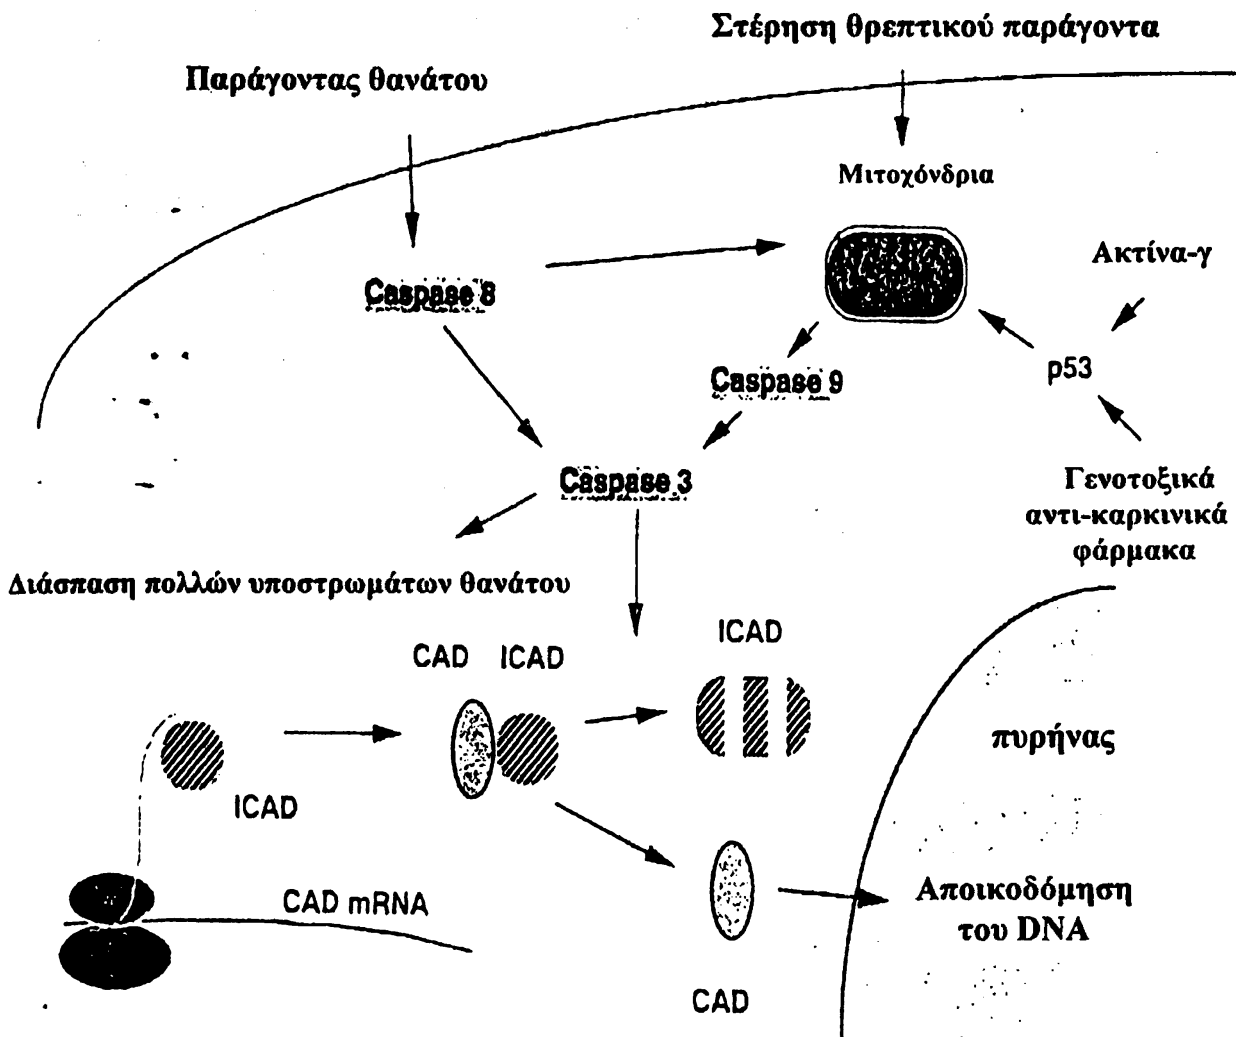 Στέρηση θρεπτικού παράγοντα
Παράγοντας θανάτου
Μιτοχόνδρια
Ακτίνα-γ
Caspase 8
Caspase 9
p53
Caspase 3
Γενοτοξικά
αντι-καρκινικά
φάρμακα
Διάσπαση πολλών υποστρωμάτων θανάτου
CAD ICAD
ICAD
πυρήνας
ICAD
CAD mRNA
Αποικοδόμηση
του DNA
CAD